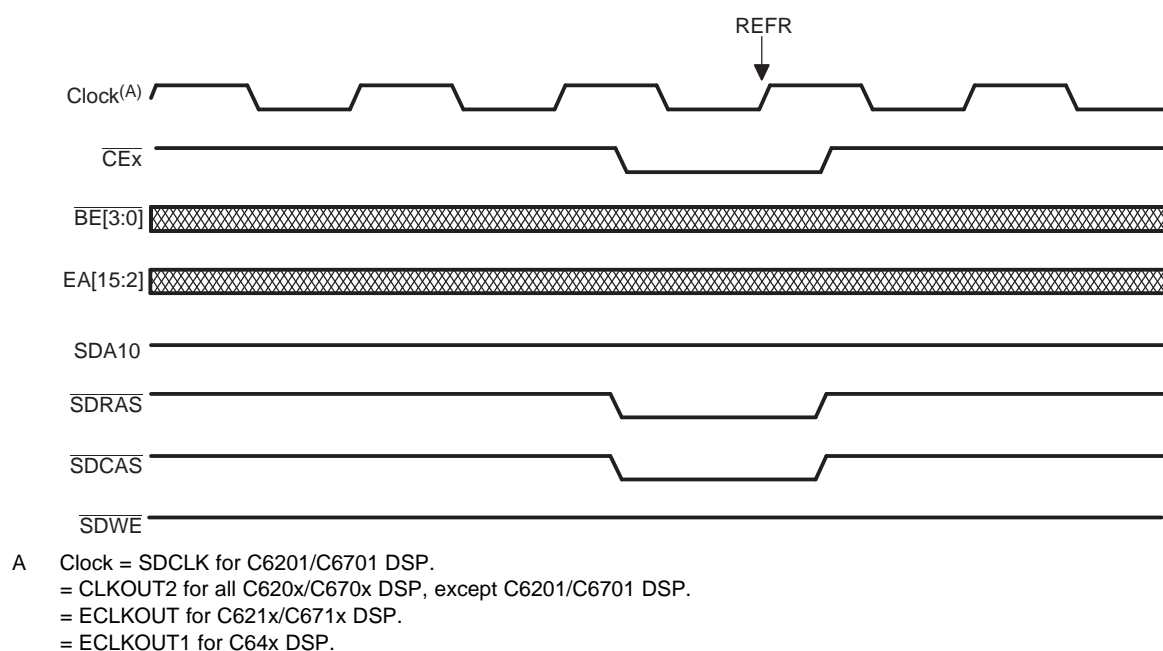 REFR
Clock(A)
CEx
BE[3:0]
EA[15:2]
SDA10
SDRAS
SDCAS
SDWE
A Clock = SDCLK for C6201/C6701 DSP.
= CLKOUT2 for all C620x/C670x DSP, except C6201/C6701 DSP.
= ECLKOUT for C621x/C671x DSP.
= ECLKOUT1 for C64x DSP.